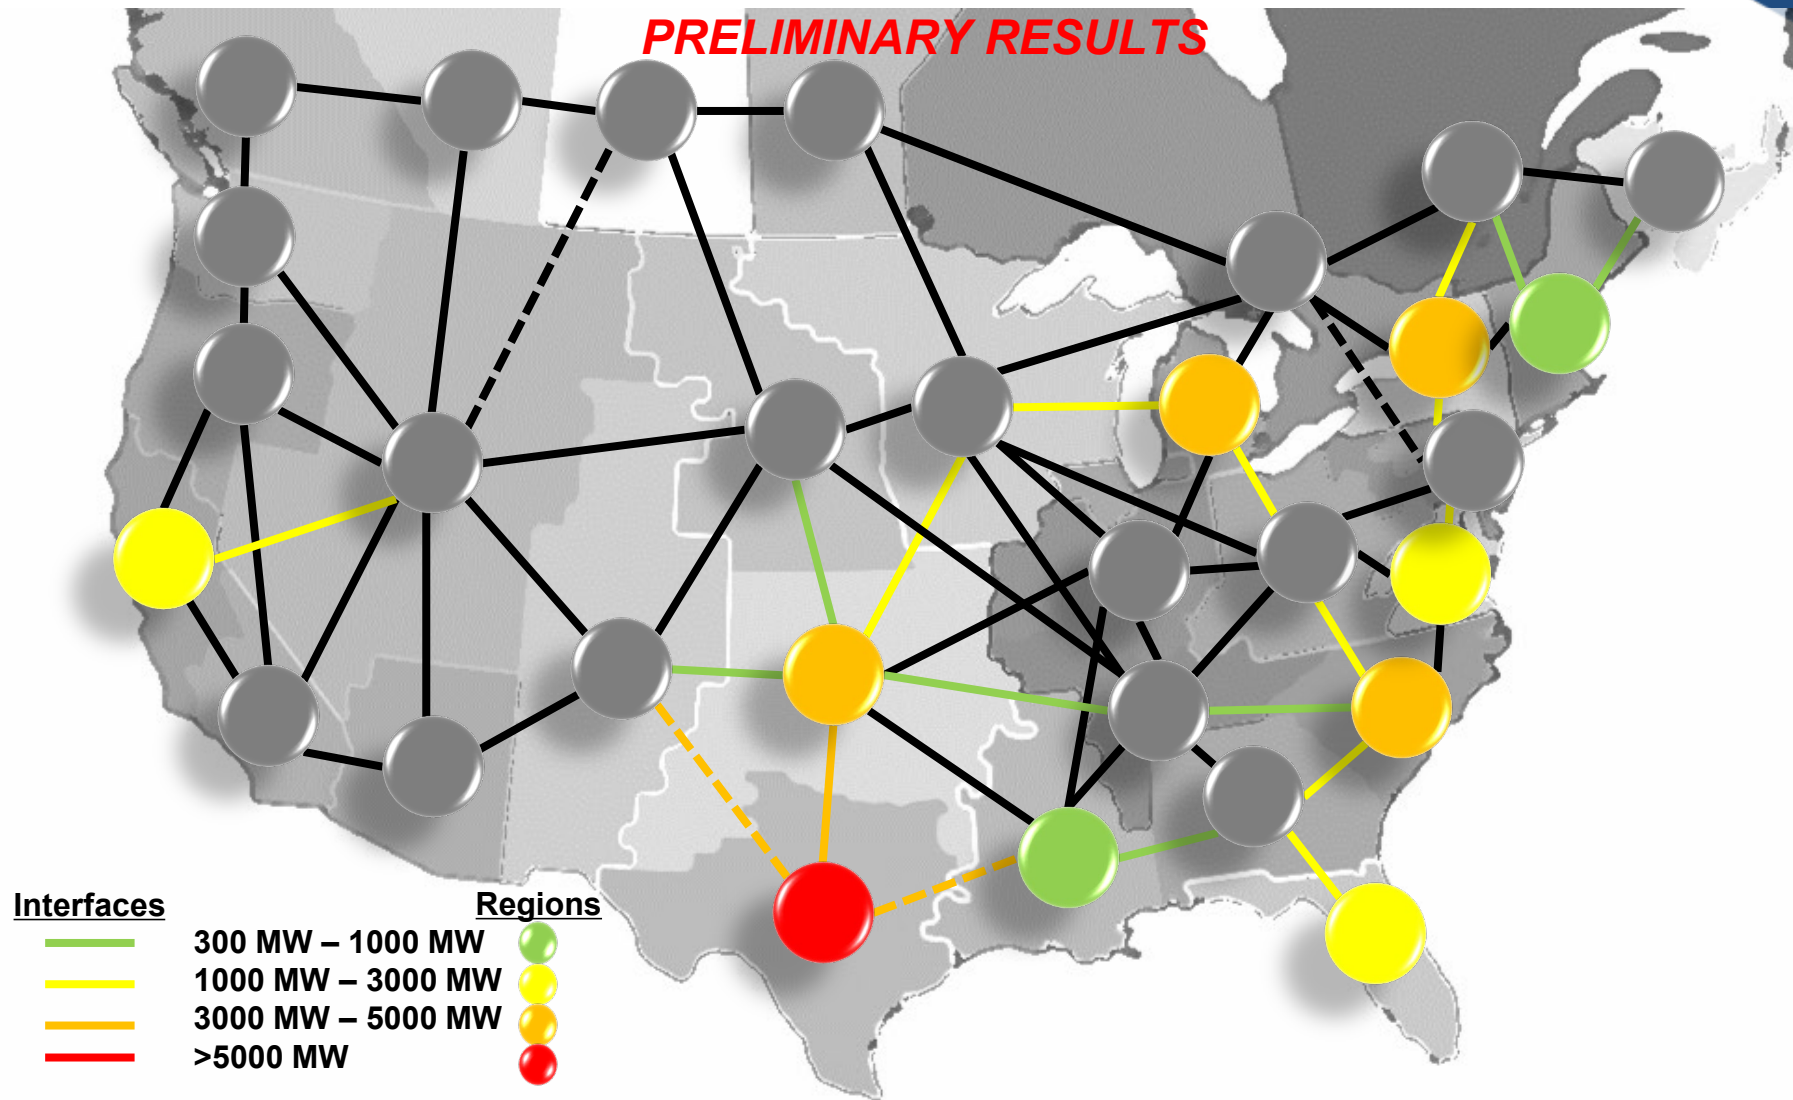 PRELIMINARY RESULTS
Interfaces
Regions
300 MW – 1000 MW
1000 MW – 3000 MW
3000 MW – 5000 MW
>5000 MW